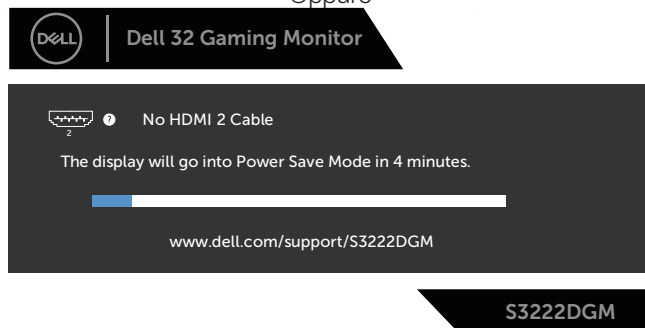 Oppure
DELL
Dell 32 Gaming Monitor
2
?
No HDMI 2 Cable
The display will go into Power Save Mode in 4 minutes.
www.dell.com/support/S3222DGM
S3222DGM